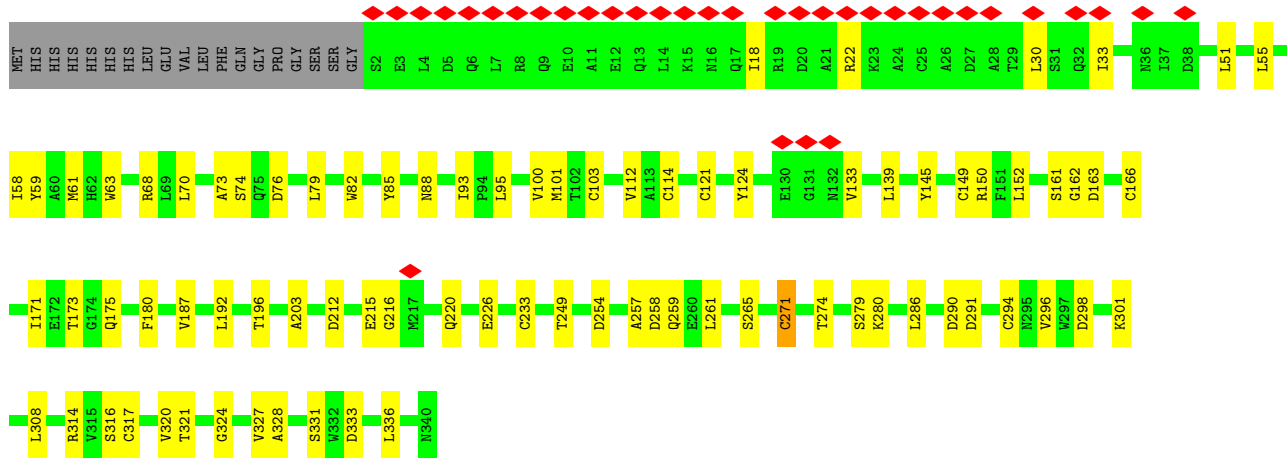 MET HIS HIS HIS HIS HIS HIS LEU GLU VAL LEU PHE GLN GLY PRO GLY SER SER GLY S2 E3 L4 D5 Q6 L7 R8 Q9 E10 A11 E12 Q13 L14 K15 N16 Q17 I18 R19 D20 A21 R22 K23 A24 C25 A26 D27 A28 T29 L30 S31 Q32 I33 N36 I37 D38 L51 L55
I58 Y59 A60 M61 H62 W63 R68 L69 L70 A73 S74 Q75 D76 L79 W82 Y85 N88 I93 P94 L95 V100 M101 T102 C103 V112 A113 C114 C121 Y124 E130 G131 N132 V133 L139 Y145 C149 R150 F151 L152 S161 G162 D163 C166
I171 E172 T173 G174 Q175 F180 V187 L192 T196 A203 D212 E215 G216 M217 Q220 E226 C233 T249 D254 A257 D258 Q259 E260 L261 S265 C271 T274 S279 K280 L286 D290 D291 C294 N295 V296 W297 D298 K301
L308 R314 V315 S316 C317 V320 T321 G324 V327 A328 S331 W332 D333 L336 N340